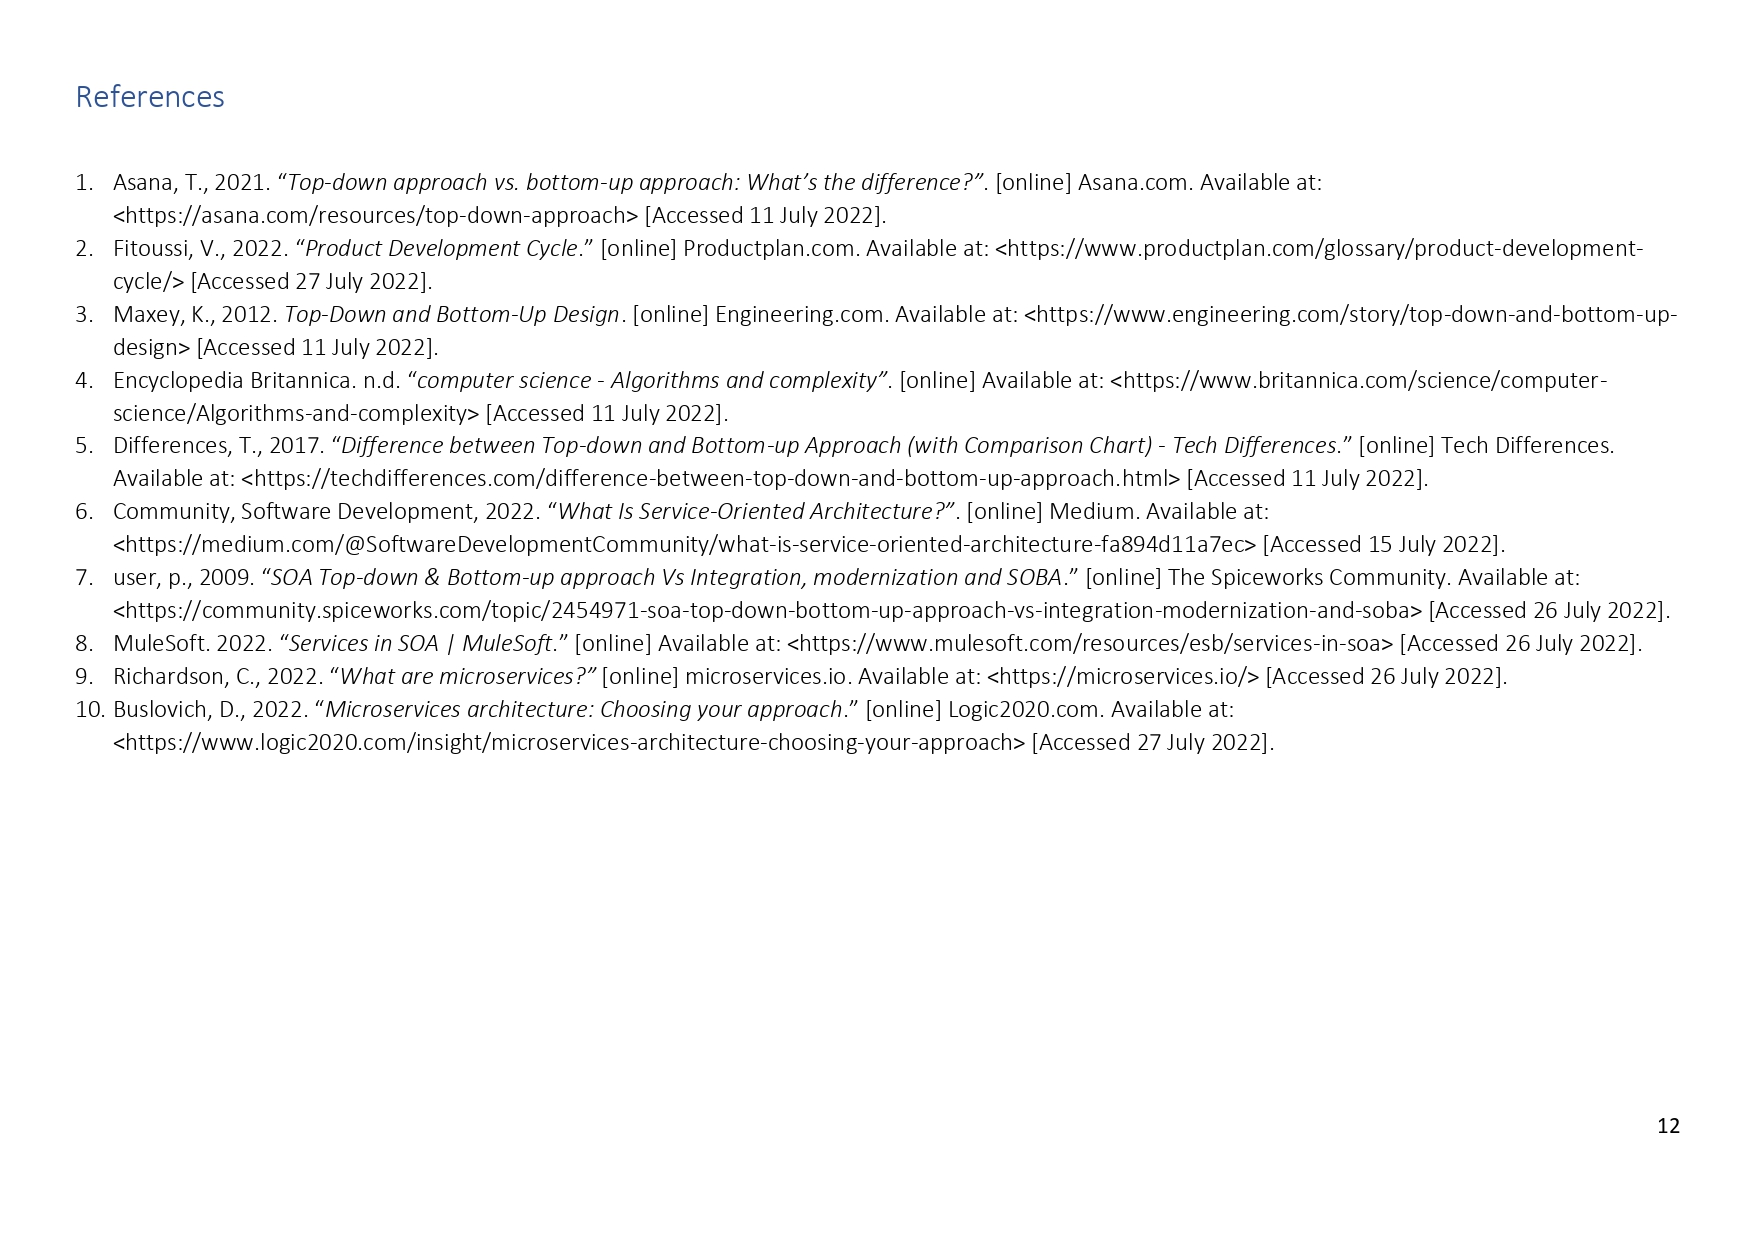 References
1. Asana, T., 2021. “Top-down approach vs. bottom-up approach: What’s the difference?”. [online] Asana.com. Available at:
<https://asana.com/resources/top-down-approach> [Accessed 11 July 2022].
2. Fitoussi, V., 2022. “Product Development Cycle.” [online] Productplan.com. Available at: <https://www.productplan.com/glossary/product-development-
cycle/> [Accessed 27 July 2022].
3. Maxey, K., 2012. Top-Down and Bottom-Up Design. [online] Engineering.com. Available at: <https://www.engineering.com/story/top-down-and-bottom-up-
design> [Accessed 11 July 2022].
4. Encyclopedia Britannica. n.d. “computer science - Algorithms and complexity”. [online] Available at: <https://www.britannica.com/science/computer-
science/Algorithms-and-complexity> [Accessed 11 July 2022].
5. Differences, T., 2017. “Difference between Top-down and Bottom-up Approach (with Comparison Chart) - Tech Differences.” [online] Tech Differences.
Available at: <https://techdifferences.com/difference-between-top-down-and-bottom-up-approach.html> [Accessed 11 July 2022].
6. Community, Software Development, 2022. “What Is Service-Oriented Architecture?”. [online] Medium. Available at:
<https://medium.com/@SoftwareDevelopmentCommunity/what-is-service-oriented-architecture-fa894d11a7ec> [Accessed 15 July 2022].
7. user, p., 2009. “SOA Top-down & Bottom-up approach Vs Integration, modernization and SOBA.” [online] The Spiceworks Community. Available at:
<https://community.spiceworks.com/topic/2454971-soa-top-down-bottom-up-approach-vs-integration-modernization-and-soba> [Accessed 26 July 2022].
8. MuleSoft. 2022. “Services in SOA | MuleSoft.” [online] Available at: <https://www.mulesoft.com/resources/esb/services-in-soa> [Accessed 26 July 2022].
9. Richardson, C., 2022. “What are microservices?” [online] microservices.io. Available at: <https://microservices.io/> [Accessed 26 July 2022].
10. Buslovich, D., 2022. “Microservices architecture: Choosing your approach.” [online] Logic2020.com. Available at:
<https://www.logic2020.com/insight/microservices-architecture-choosing-your-approach> [Accessed 27 July 2022].
12